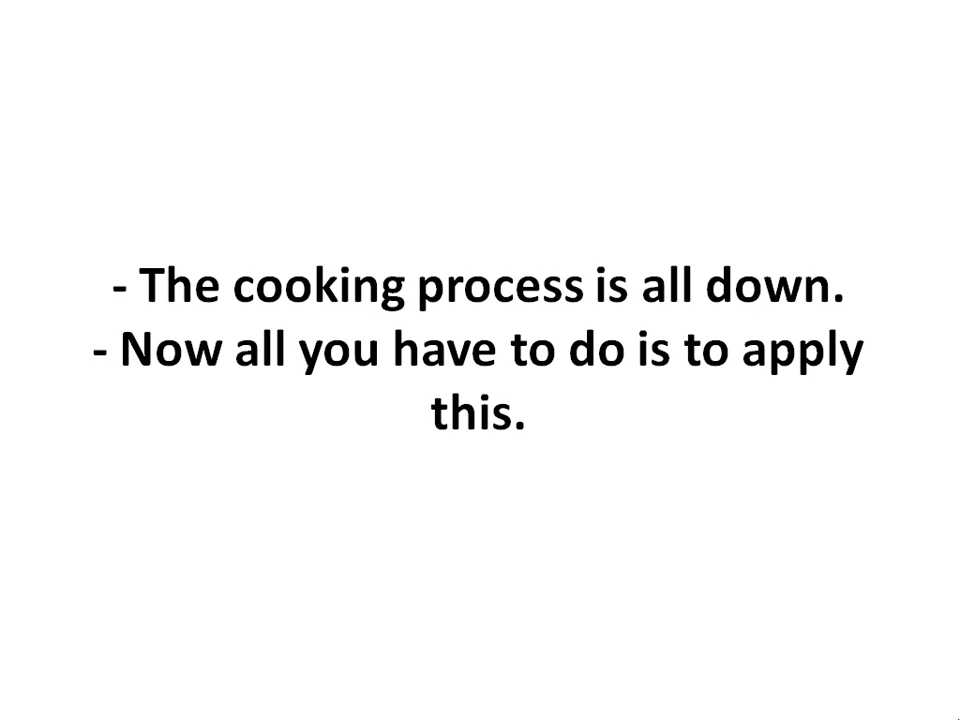 - The cooking process is all down.
- Now all you have to do is to apply
this.